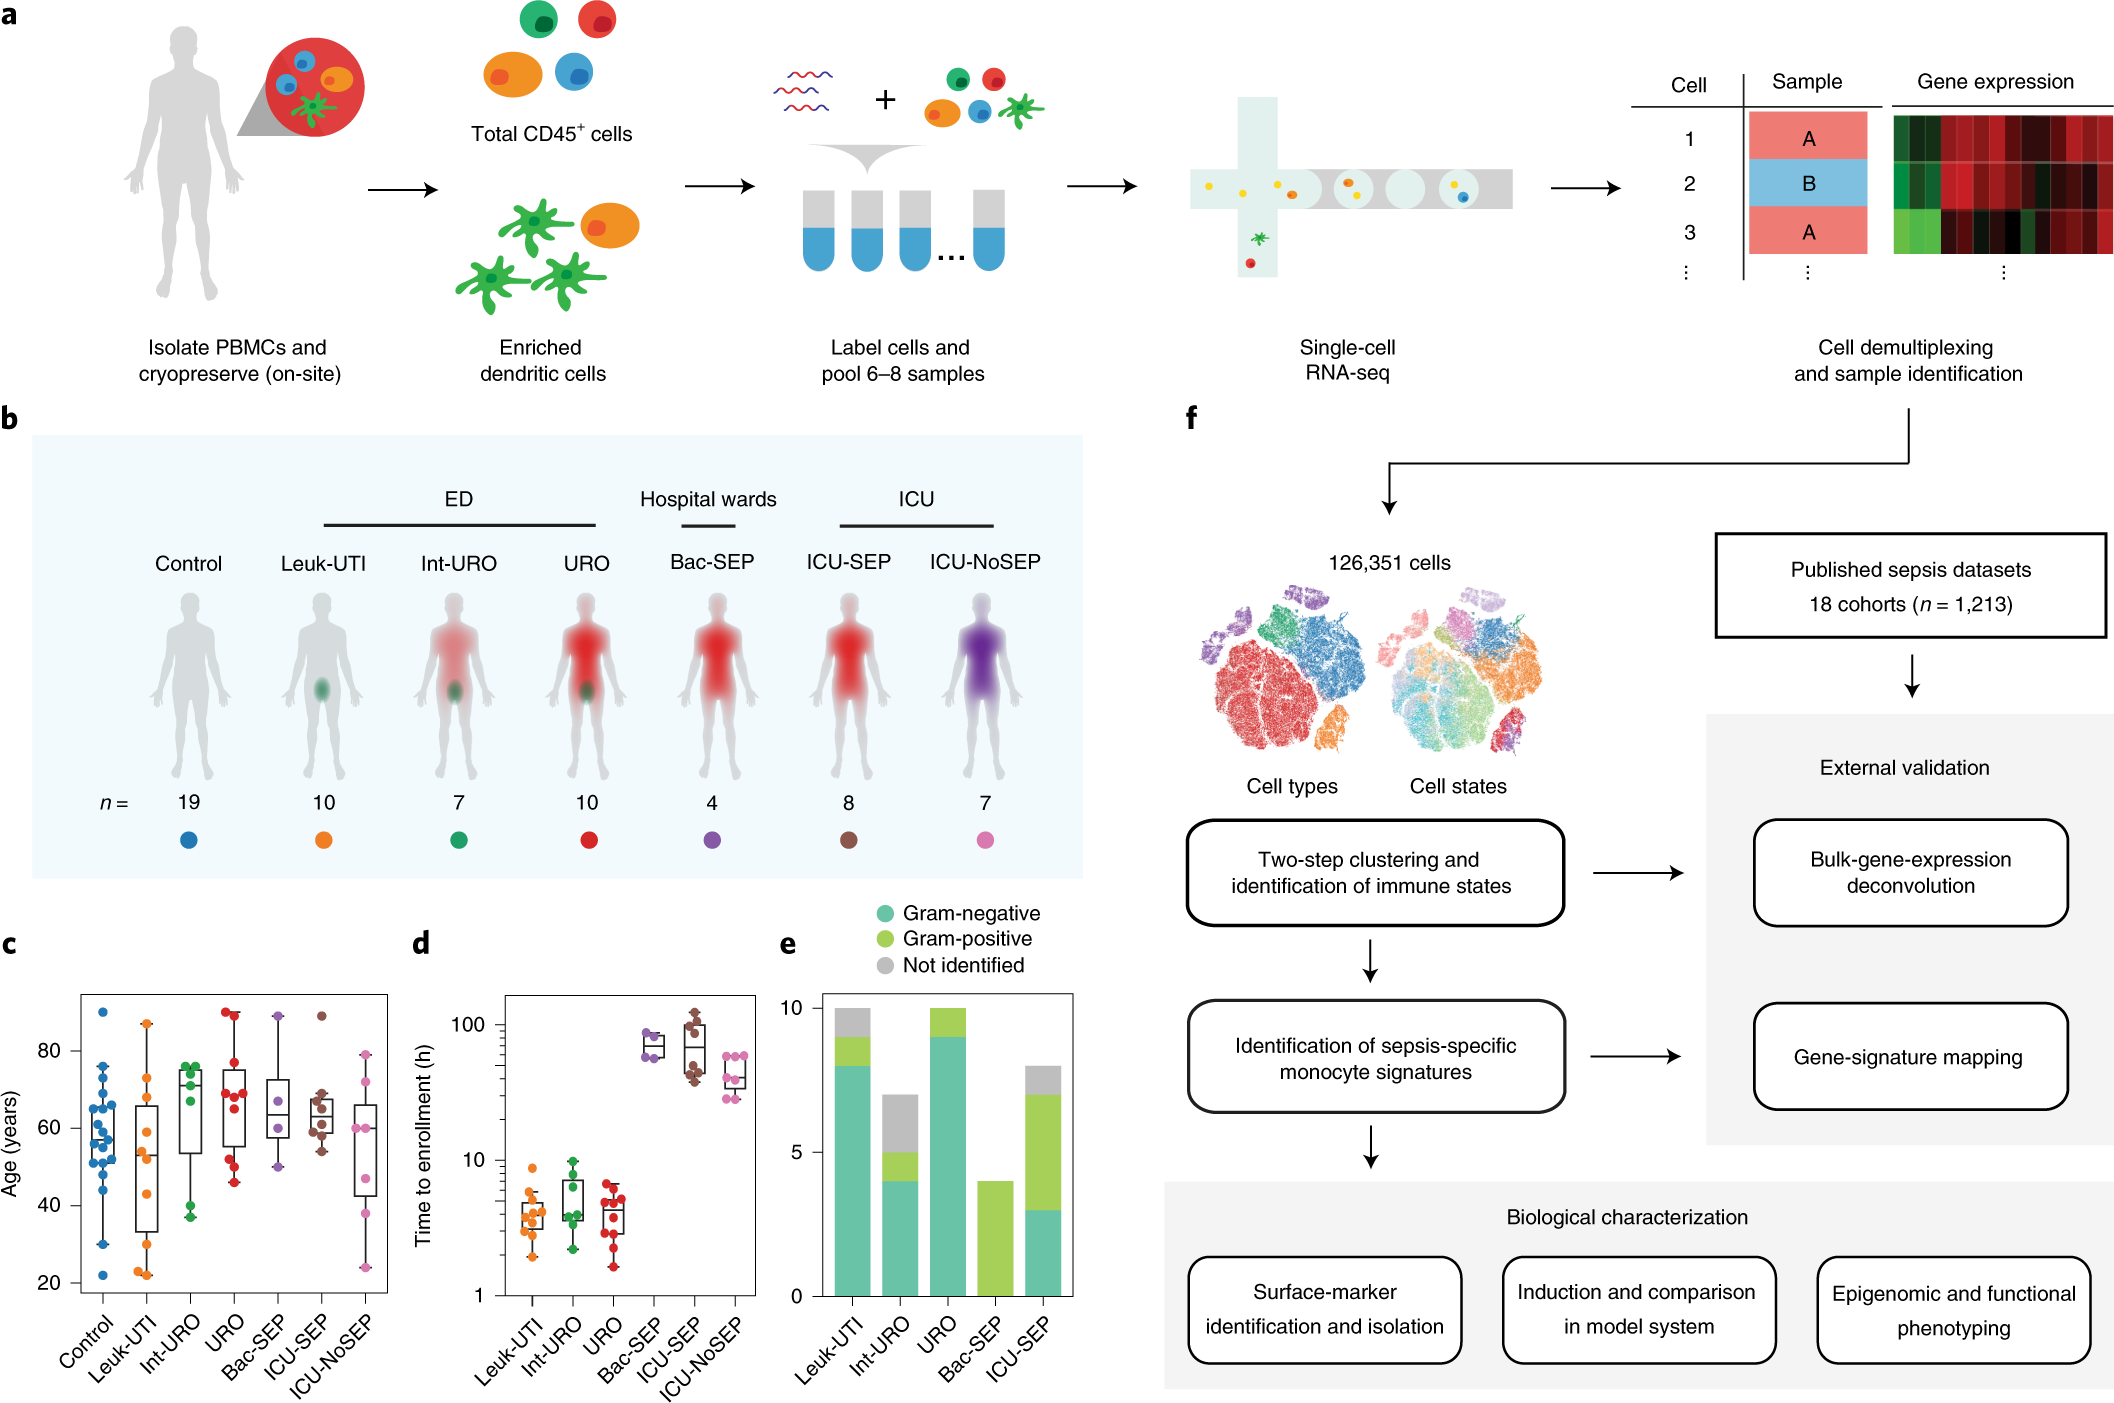 a
Total CD45+ cells
+
...
Cell Sample Gene expression
1 A
2 B
3 A
⋮ ⋮ ⋮
Isolate PBMCs and
cryopreserve (on-site)
Enriched
dendritic cells
Label cells and
pool 6–8 samples
Single-cell
RNA-seq
Cell demultiplexing
and sample identification
b
ED Hospital wards ICU
Control Leuk-UTI Int-URO URO Bac-SEP ICU-SEP ICU-NoSEP
n = 19 10 7 10 4 8 7
c
Age (years)
80
60
40
20
Control Leuk-UTI Int-URO URO Bac-SEP ICU-SEP ICU-NoSEP
d
Time to enrollment (h)
100
10
1
Leuk-UTI Int-URO URO Bac-SEP ICU-SEP ICU-NoSEP
e
Gram-negative
Gram-positive
Not identified
10
5
0
Leuk-UTI Int-URO URO Bac-SEP ICU-SEP
f
126,351 cells
Cell types Cell states
Published sepsis datasets
18 cohorts (n = 1,213)
External validation
Two-step clustering and
identification of immune states
Bulk-gene-expression
deconvolution
Identification of sepsis-specific
monocyte signatures
Gene-signature mapping
Biological characterization
Surface-marker
identification and isolation
Induction and comparison
in model system
Epigenomic and functional
phenotyping